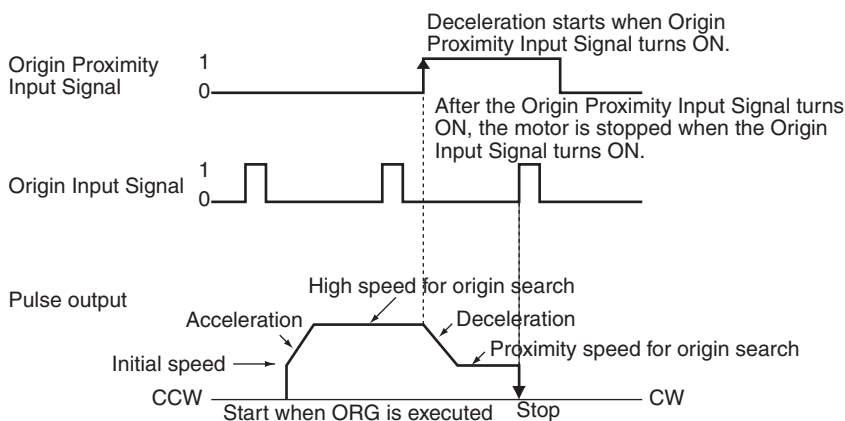 Deceleration starts when Origin
Proximity Input Signal turns ON.
Origin Proximity
Input Signal
1
0
After the Origin Proximity Input Signal turns
ON, the motor is stopped when the Origin
Input Signal turns ON.
Origin Input Signal
1
0
Pulse output
High speed for origin search
Acceleration
Deceleration
Initial speed
Proximity speed for origin search
CCW
CW
Start when ORG is executed
Stop